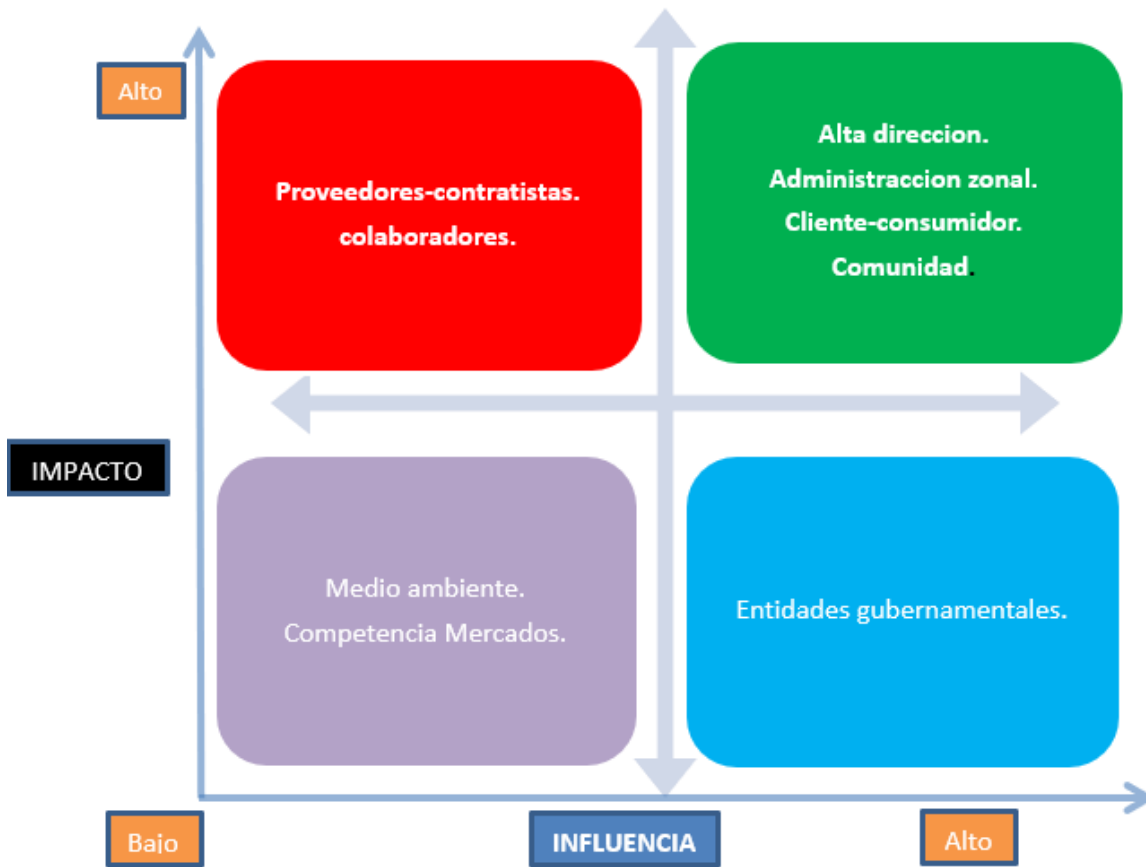 Alto
Proveedores-contratistas.
colaboradores.
Alta direccion.
Administraccion zonal.
Cliente-consumidor.
Comunidad.
IMPACTO
Medio ambiente.
Competencia Mercados.
Entidades gubernamentales.
Bajo
INFLUENCIA
Alto